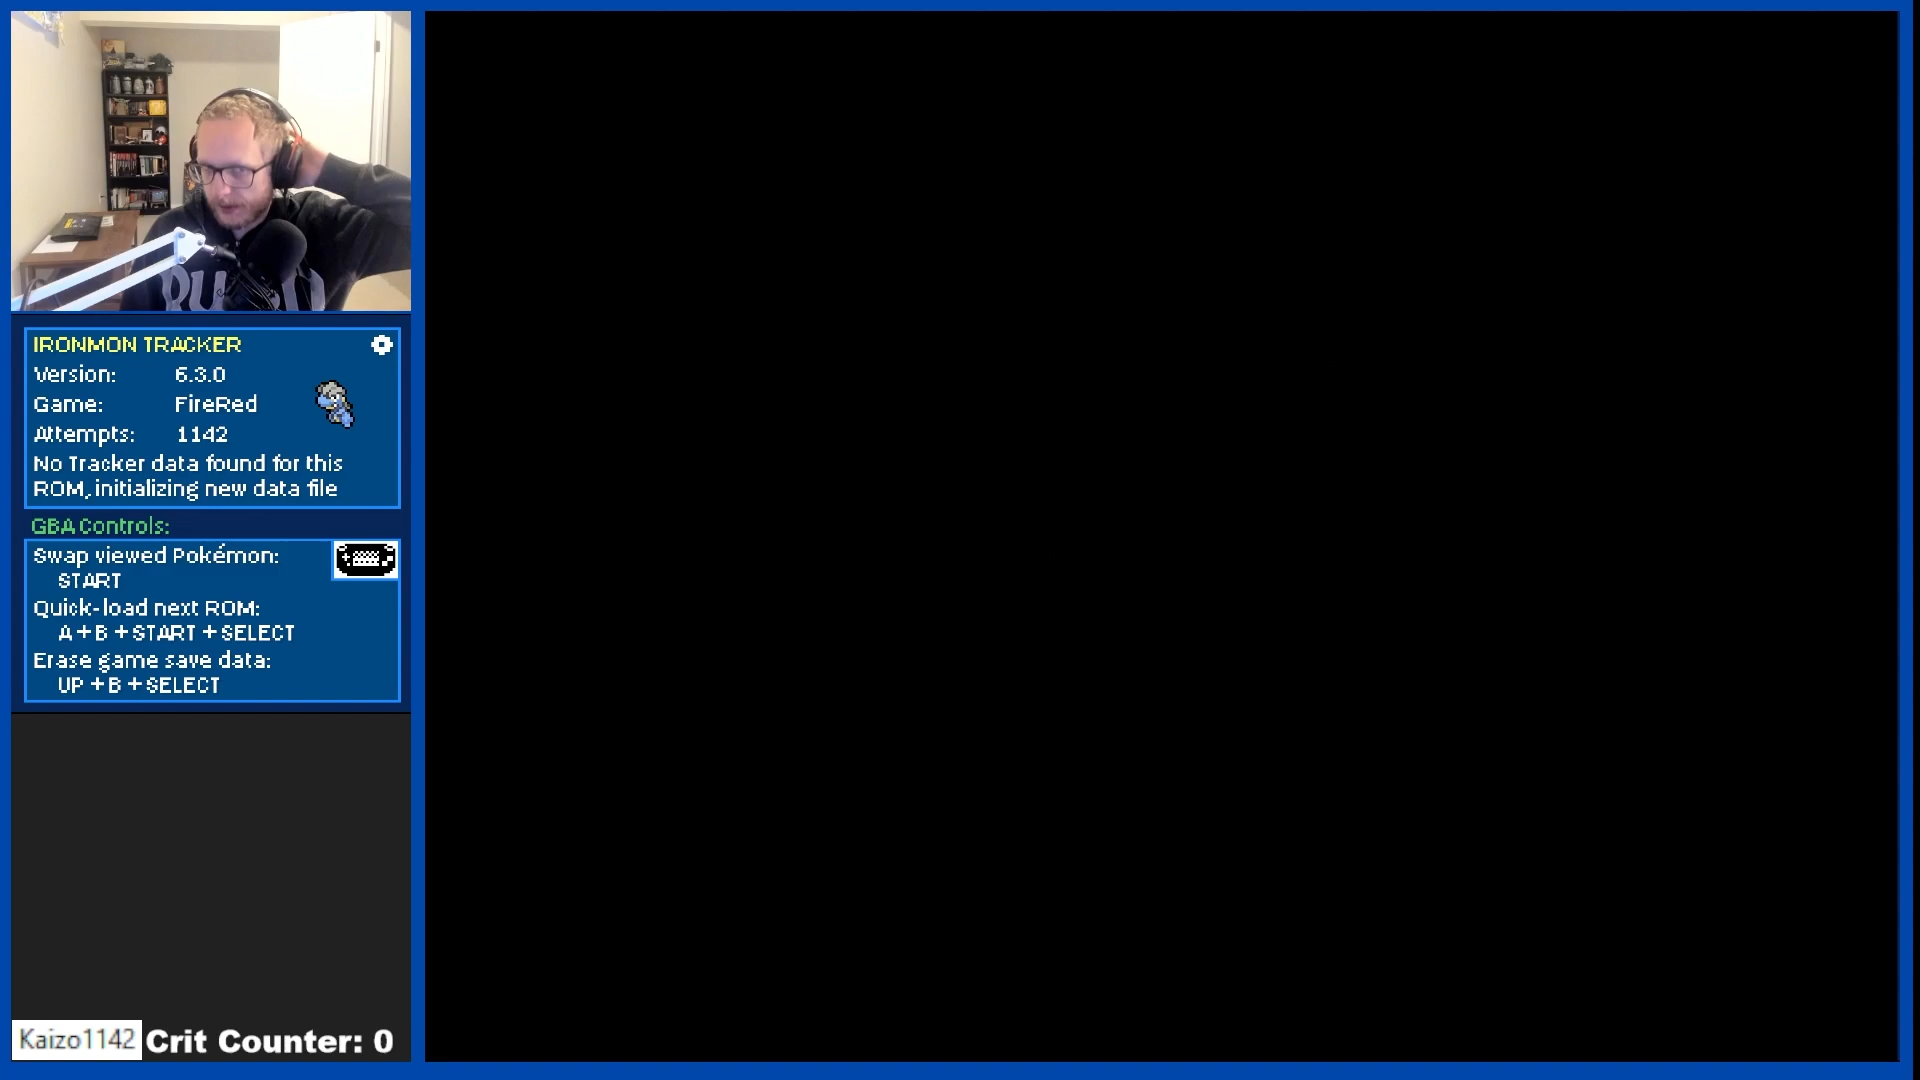 IRONMON TRACKER
Version: 6.3.0
Game: FireRed
Attempts: 1142
No Tracker data found for this
ROM, initializing new data file
GBA Controls:
Swap viewed Pokémon:
START
Quick-load next ROM:
A + B + START + SELECT
Erase game save data:
UP + B + SELECT
Kaizo1142
Crit Counter: 0